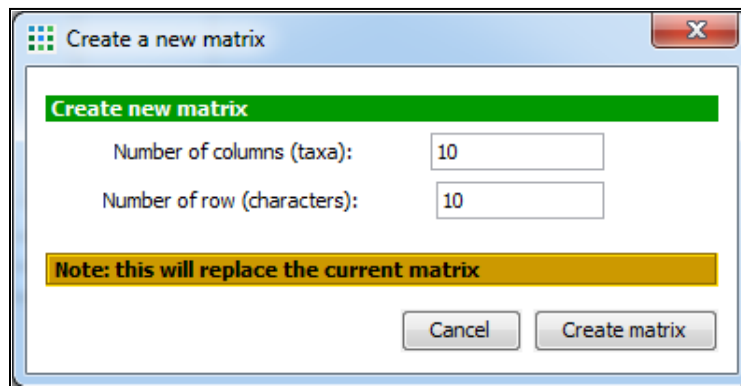 Create a new matrix
Create new matrix
Number of columns (taxa): 10
Number of row (characters): 10
Note: this will replace the current matrix
Cancel Create matrix